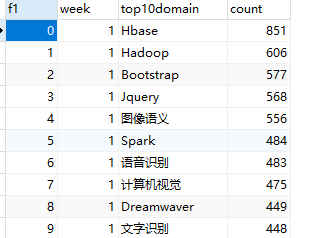 f1 week top10domain count
0 1 Hbase 851
1 1 Hadoop 606
2 1 Bootstrap 577
3 1 Jquery 568
4 1 图像语义 556
5 1 Spark 484
6 1 语音识别 483
7 1 计算机视觉 475
8 1 Dreamwaver 449
9 1 文字识别 448